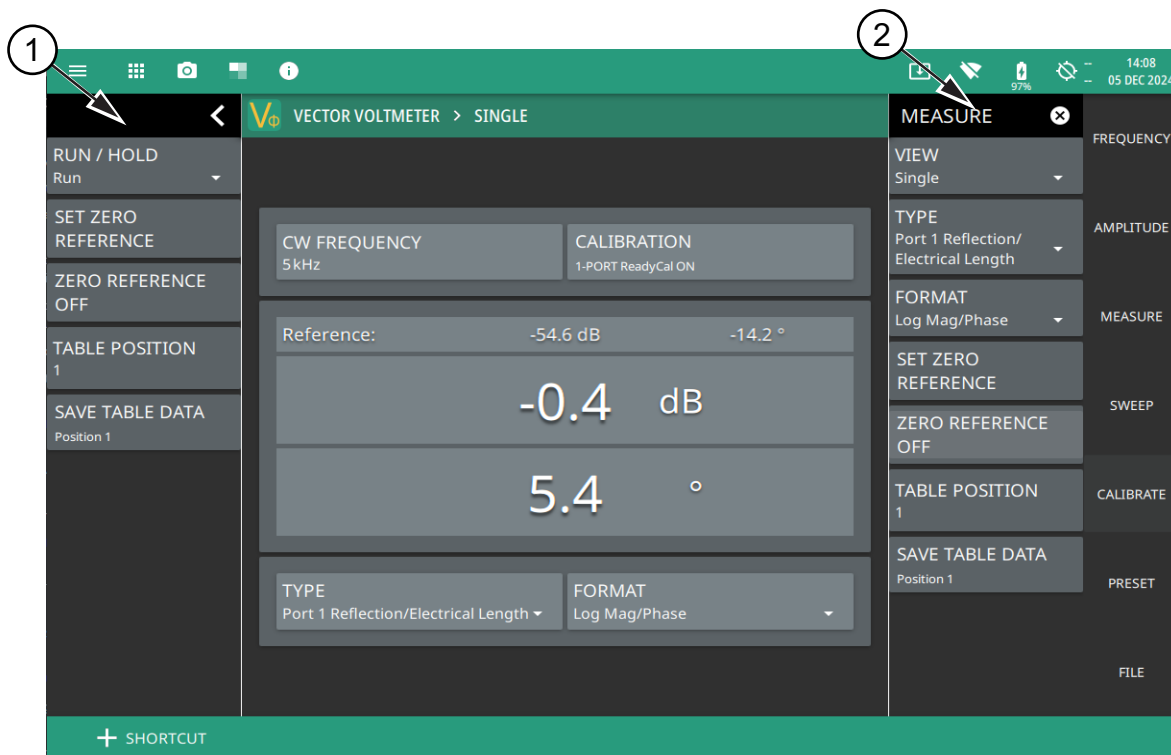 1
2
97%
14:08
05 DEC 2024
VΦ
VECTOR VOLTMETER > SINGLE
RUN / HOLD
Run
SET ZERO
REFERENCE
ZERO REFERENCE
OFF
TABLE POSITION
1
SAVE TABLE DATA
Position 1
CW FREQUENCY
5 kHz
CALIBRATION
1-PORT ReadyCal ON
Reference: -54.6 dB -14.2 °
-0.4 dB
5.4 °
TYPE
Port 1 Reflection/Electrical Length
FORMAT
Log Mag/Phase
MEASURE
VIEW
Single
TYPE
Port 1 Reflection/
Electrical Length
FORMAT
Log Mag/Phase
SET ZERO
REFERENCE
ZERO REFERENCE
OFF
TABLE POSITION
1
SAVE TABLE DATA
Position 1
FREQUENCY
AMPLITUDE
MEASURE
SWEEP
CALIBRATE
PRESET
FILE
+ SHORTCUT